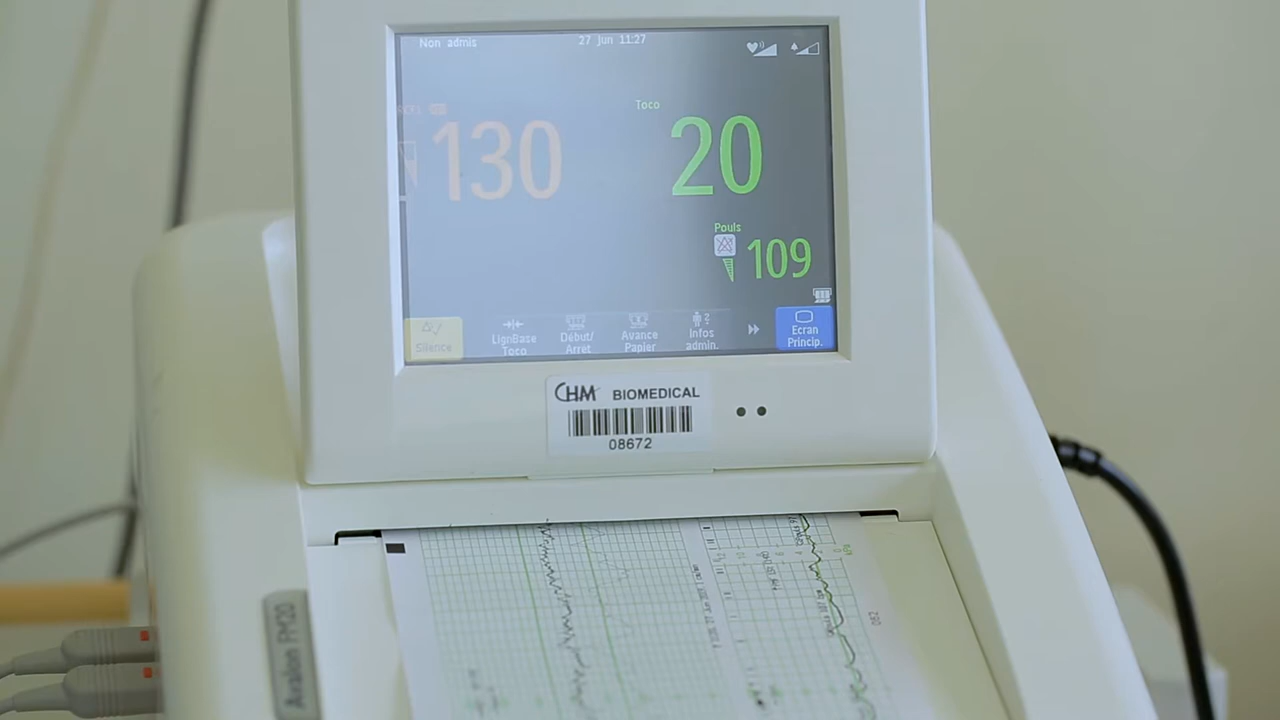 Non admis
27 Jun 11:27
130
Toco
20
Pouls
109
Silence
LignBase
Toco
Début/
Arret
Avance
Papier
Infos
admin.
Ecran
Princip.
CHM BIOMEDICAL
08672
Avalon FM20